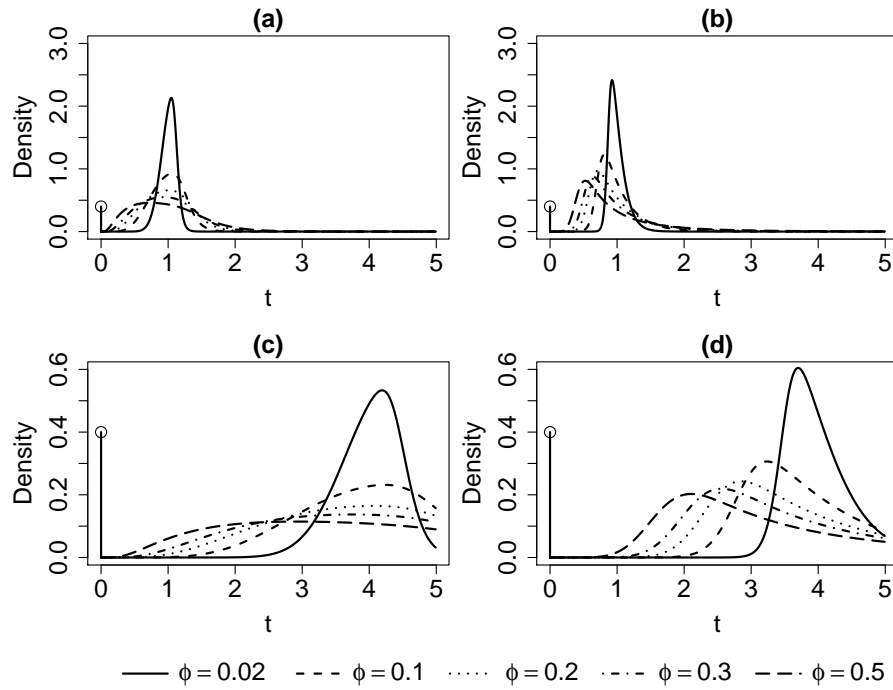 (a)
Density
0.0 1.0 2.0 3.0
0 1 2 3 4 5
t
(b)
Density
0.0 1.0 2.0 3.0
0 1 2 3 4 5
t
(c)
Density
0.0 0.2 0.4 0.6
0 1 2 3 4 5
t
(d)
Density
0.0 0.2 0.4 0.6
0 1 2 3 4 5
t
ϕ = 0.02 ϕ = 0.1 ϕ = 0.2 ϕ = 0.3 ϕ = 0.5